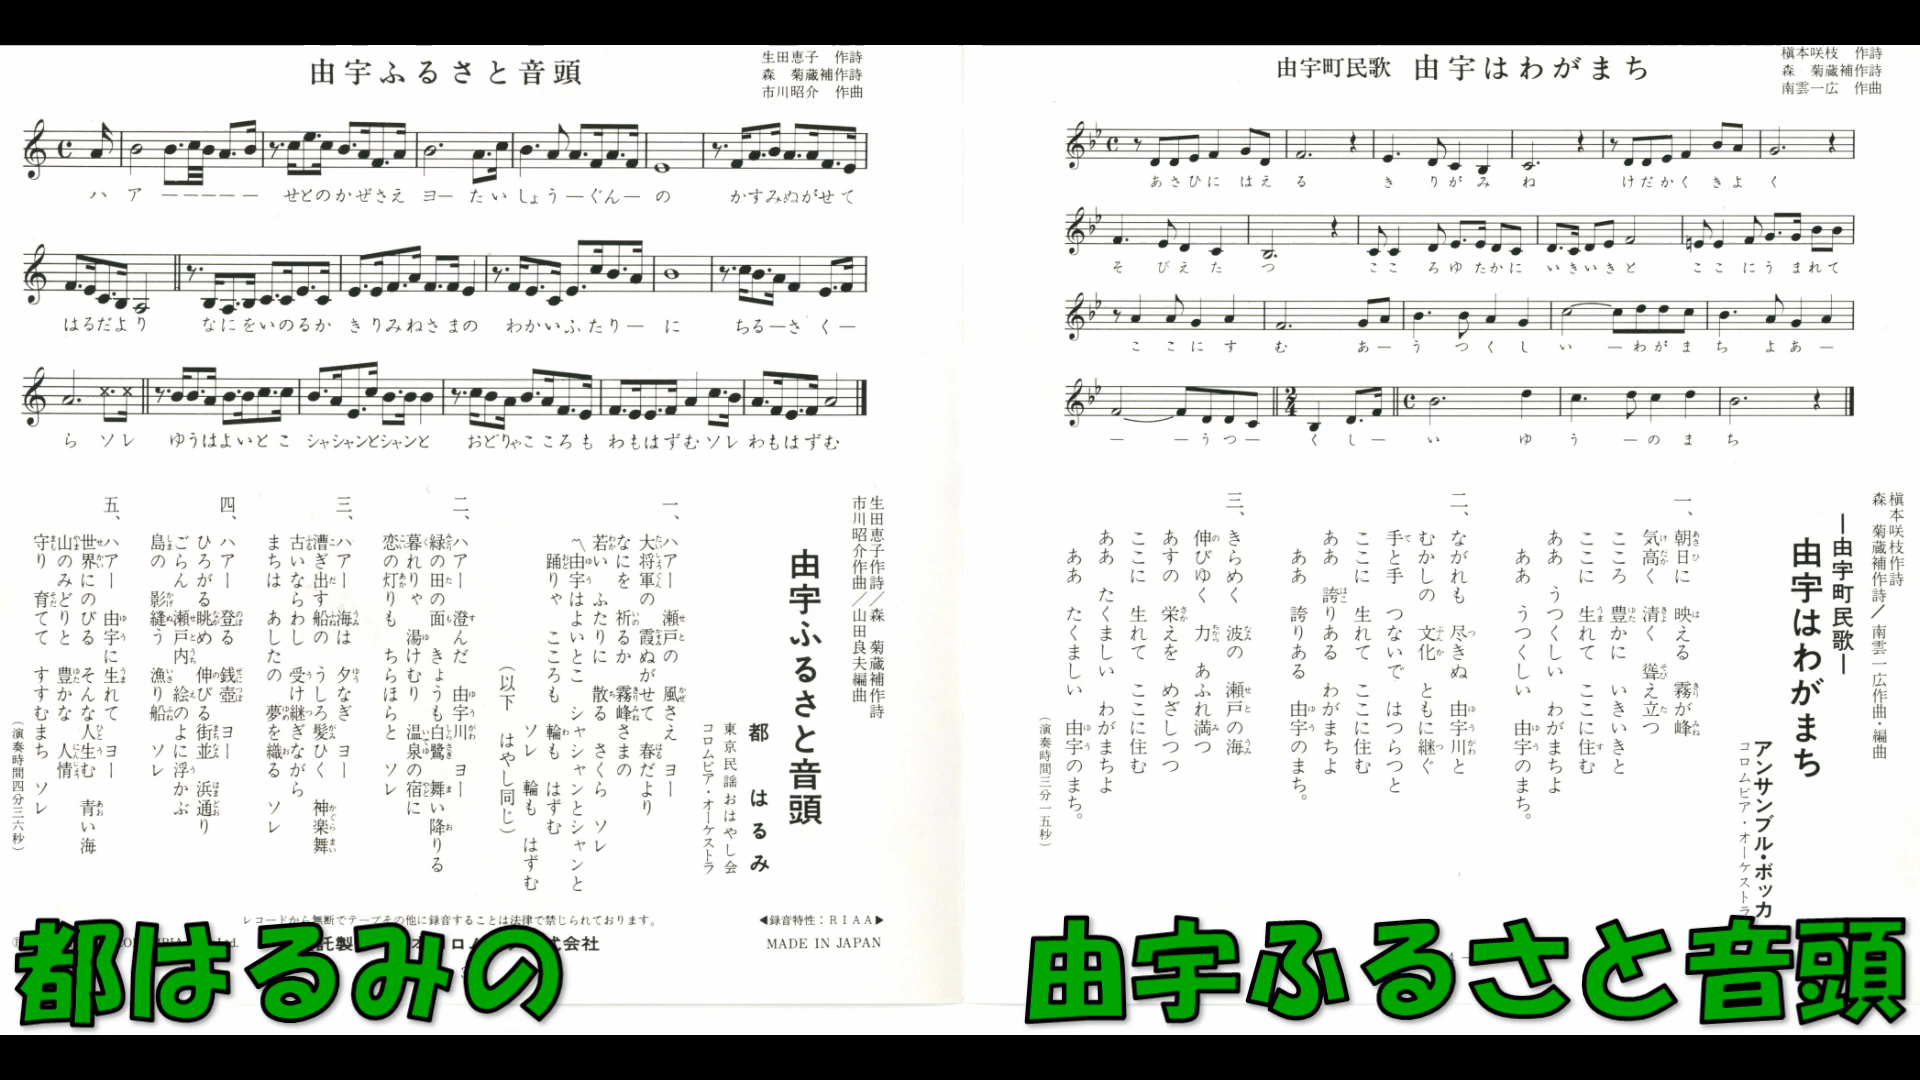 由宇ふるさと音頭
生田恵子 作詩
森 菊蔵補作詩
市川昭介 作曲
ハ ア ー ー ー ー ー せとのかぜさえ ヨー たい しょう ー ぐん ー の かすみぬがせて
はるだより なにをいのるか きりみねさまの わかいふたり ー に ちる ー さ く ー
ら ソレ ゆうはよいとこ シャシャンとシャンと おどりゃこころも わもはずむソレ わもはずむ
生田恵子作詩/森 菊蔵補作詩
市川昭介作曲/山田良夫編曲
由宇ふるさと音頭
都 はるみ
東京民謡おはやし会
コロムビア・オーケストラ
一、ハアー 瀬戸の 風さえ ヨー
大将軍の 霞ぬがせて 春だより
なにを 祈いのるか 霧峰さまの
若い ふたりに 散る さくら ソレ
〽由宇はよいとこ シャシャンとシャンと
踊りゃ こころも 輪も はずむ
ソレ 輪も はずむ
(以下 はやし同じ)
二、ハアー 澄んだ 由宇川 ヨー
緑の田の面 きょうも白鷺 舞い降りる
暮れりゃ 湯けむり 温泉の宿に
恋の灯りも ちらほらと ソレ
三、ハアー 海は 夕なぎ ヨー
漕ぎ出す 船の うしろ髪ひく 神楽舞
古いならわし 受け継ぎながら
まちは あしたの 夢を織る ソレ
四、ハアー 登る 銭壺 ヨー
ひろがる 眺め 伸びる 街並 浜通り
ごらん 瀬戸内 絵のよに浮かぶ
島の 影縫う 漁り船 ソレ
五、ハアー 由宇に 生れて ヨー
世界にのびる そんな人生む 青い海
山のみどりと 豊かな 人情
守り 育てて すすむまち ソレ
(演奏時間四分三六秒)
レコードから無断でテープその他に録音することは法律で禁じられております。
◀録音特性:RIAA▶
MADE IN JAPAN
由宇町民歌 由宇はわがまち
槇本咲枝 作詩
森 菊蔵補作詩
南雲一広 作曲
あさひに はえ る き りが み ね けだかく きよ く
そ びえ た つ ここ ろゆたかに いきいきと ここ にう まれて
ここ に す む あ ー う つ く し い ー わが ま ち よ あ ー
ー ー う つ ー く し ー い ゆ う ー の ま ち
槇本咲枝作詩
森 菊蔵補作詩/南雲一広作曲・編曲
―由宇町民歌―
由宇はわがまち
アンサンブル・ボッカ
コロムビア・オーケストラ
一、朝日に 映える 霧が峰
気高く 清く 聳え立つ
こころ 豊かに いきいきと
ここに 生れて ここに住む
ああ うつくしい わがまちよ
ああ うつくしい 由宇のまち。
二、ながれも 尽きぬ 由宇川と
むかしの 文化 ともに継ぐ
手と手 つないで はつらつと
ここに 生れて ここに住む
ああ 誇りある わがまちよ
ああ 誇りある 由宇のまち。
三、きらめく 波の 瀬戸の海
伸びゆく 力 あふれ満つ
あすの 栄えを めざしつつ
ここに 生れて ここに住む
ああ たくましい わがまちよ
ああ たくましい 由宇のまち。
(演奏時間三分一五秒)
都はるみの
由宇ふるさと音頭